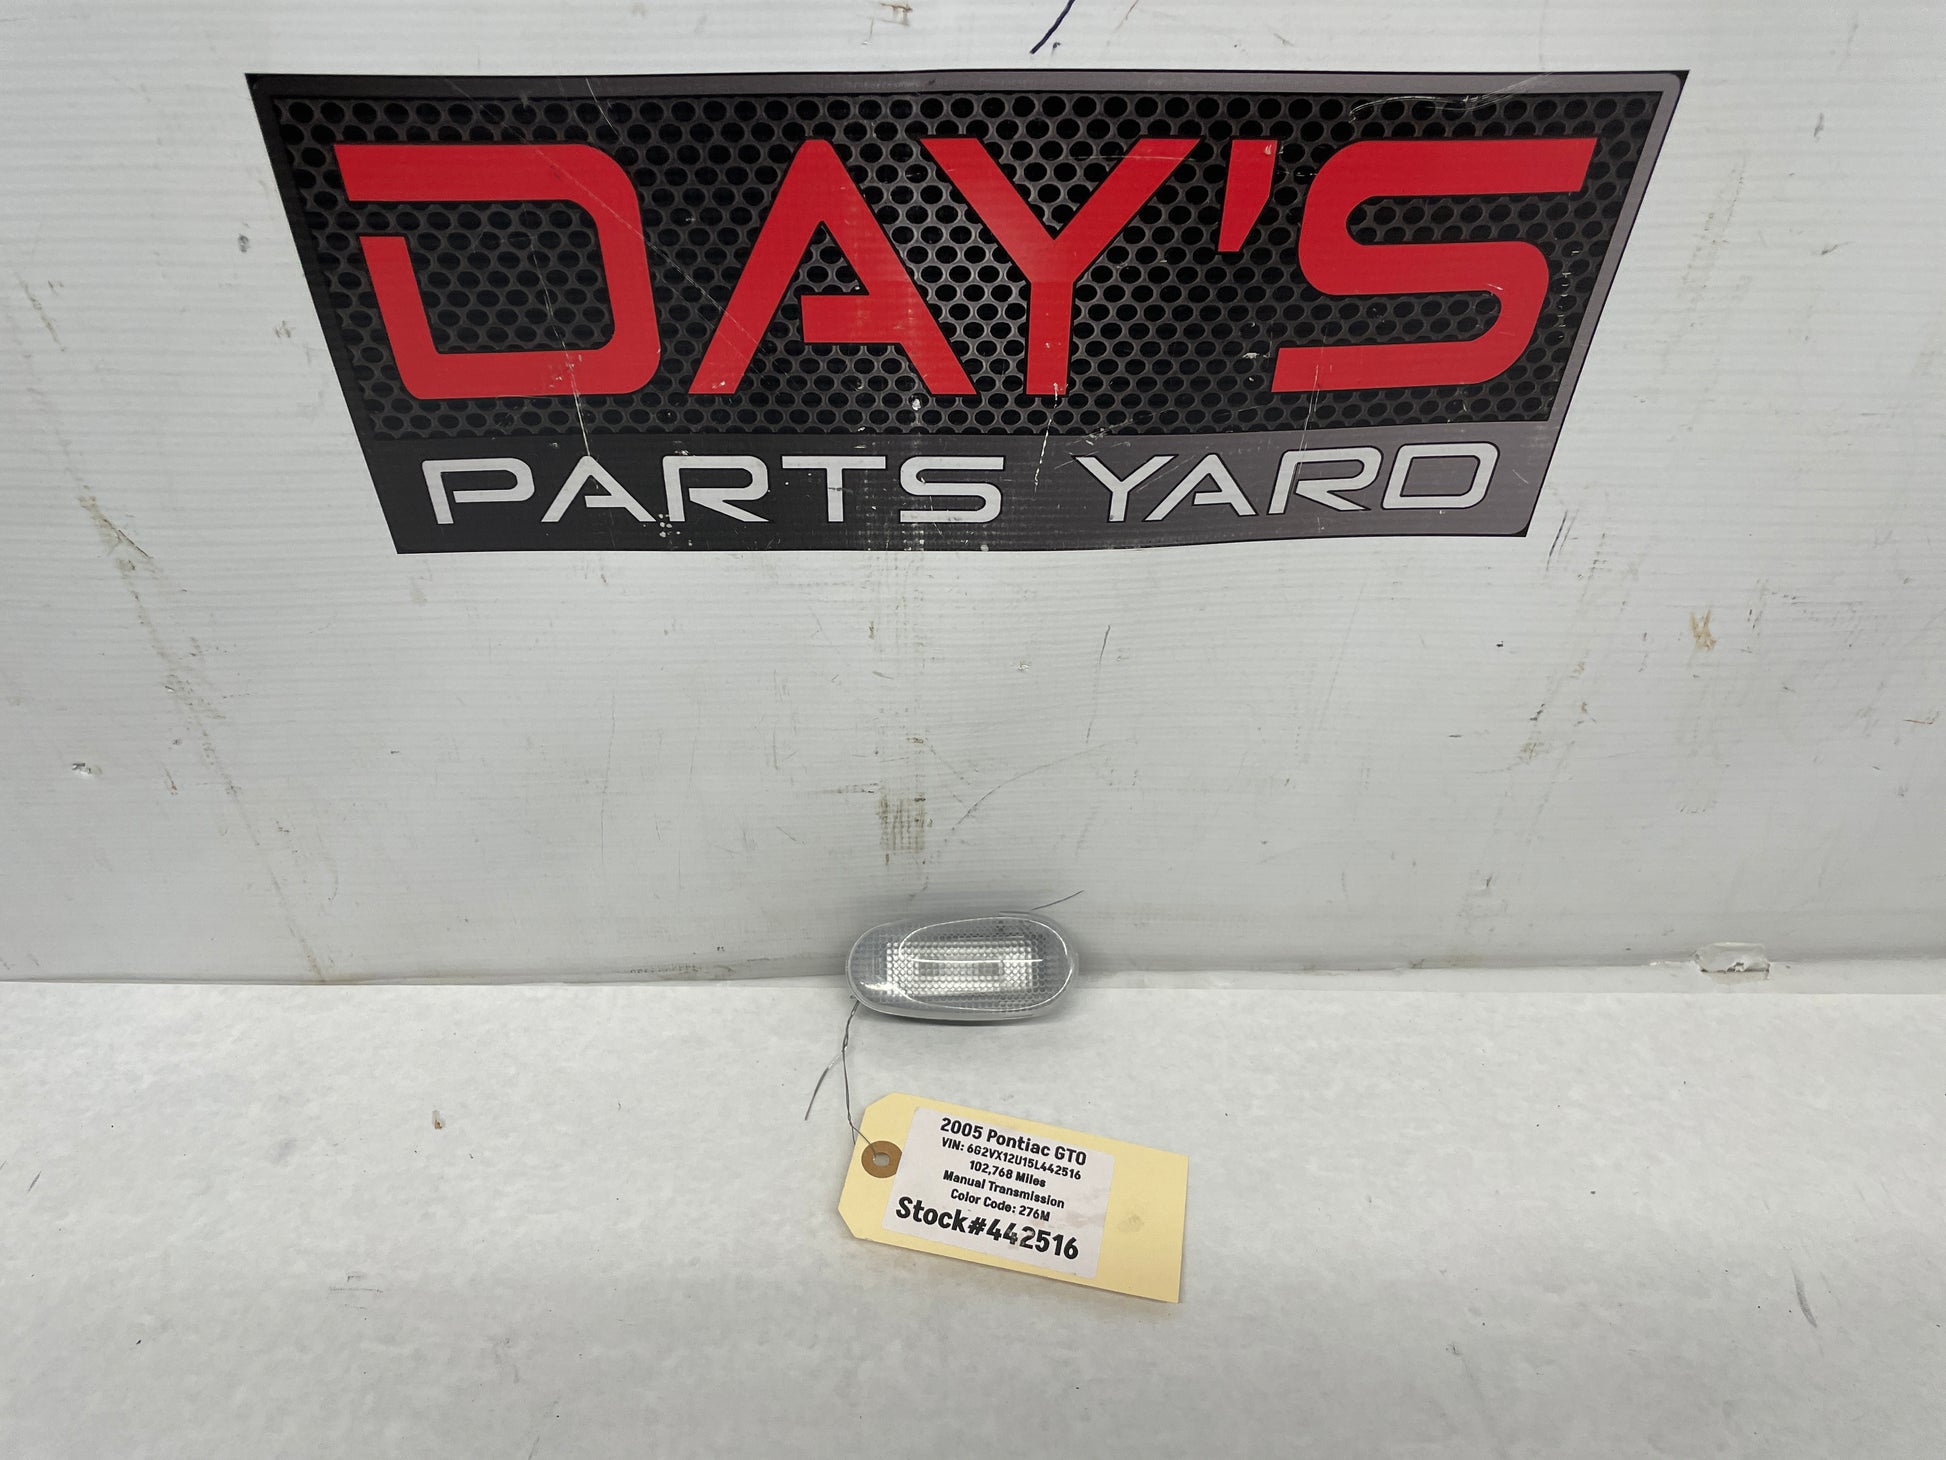 DAY'S
PARTS YARD
2005 Pontiac GTO
VIN: 6G2VX12U15L442516
102,768 Miles
Manual Transmission
Color Code: 276M
Stock#442516